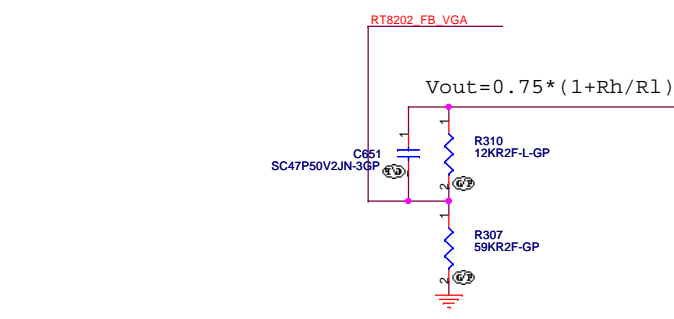 RT8202_FB_VGA
Vout=0.75*(1+Rh/Rl)
1
1
C651
SC47P50V2JN-3GP
R310
12KR2F-L-GP
2
G/P
1
R307
59KR2F-GP
2
G/P